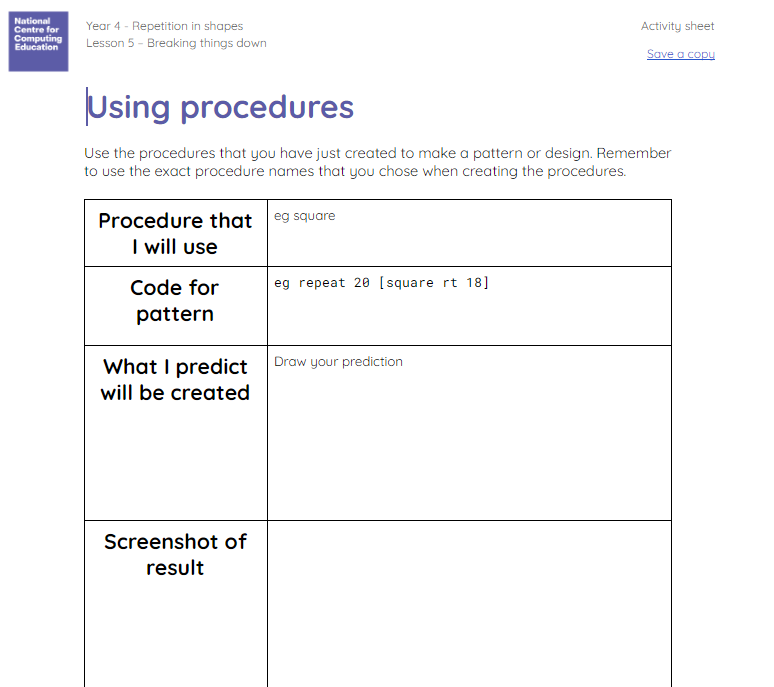 National
Centre for
Computing
Education
Year 4 - Repetition in shapes
Lesson 5 - Breaking things down
Activity sheet
Save a copy
Using procedures
Use the procedures that you have just created to make a pattern or design. Remember
to use the exact procedure names that you chose when creating the procedures.
Procedure that
I will use
eg square
Code for
pattern
eg repeat 20 [square rt 18]
What I predict
will be created
Draw your prediction
Screenshot of
result